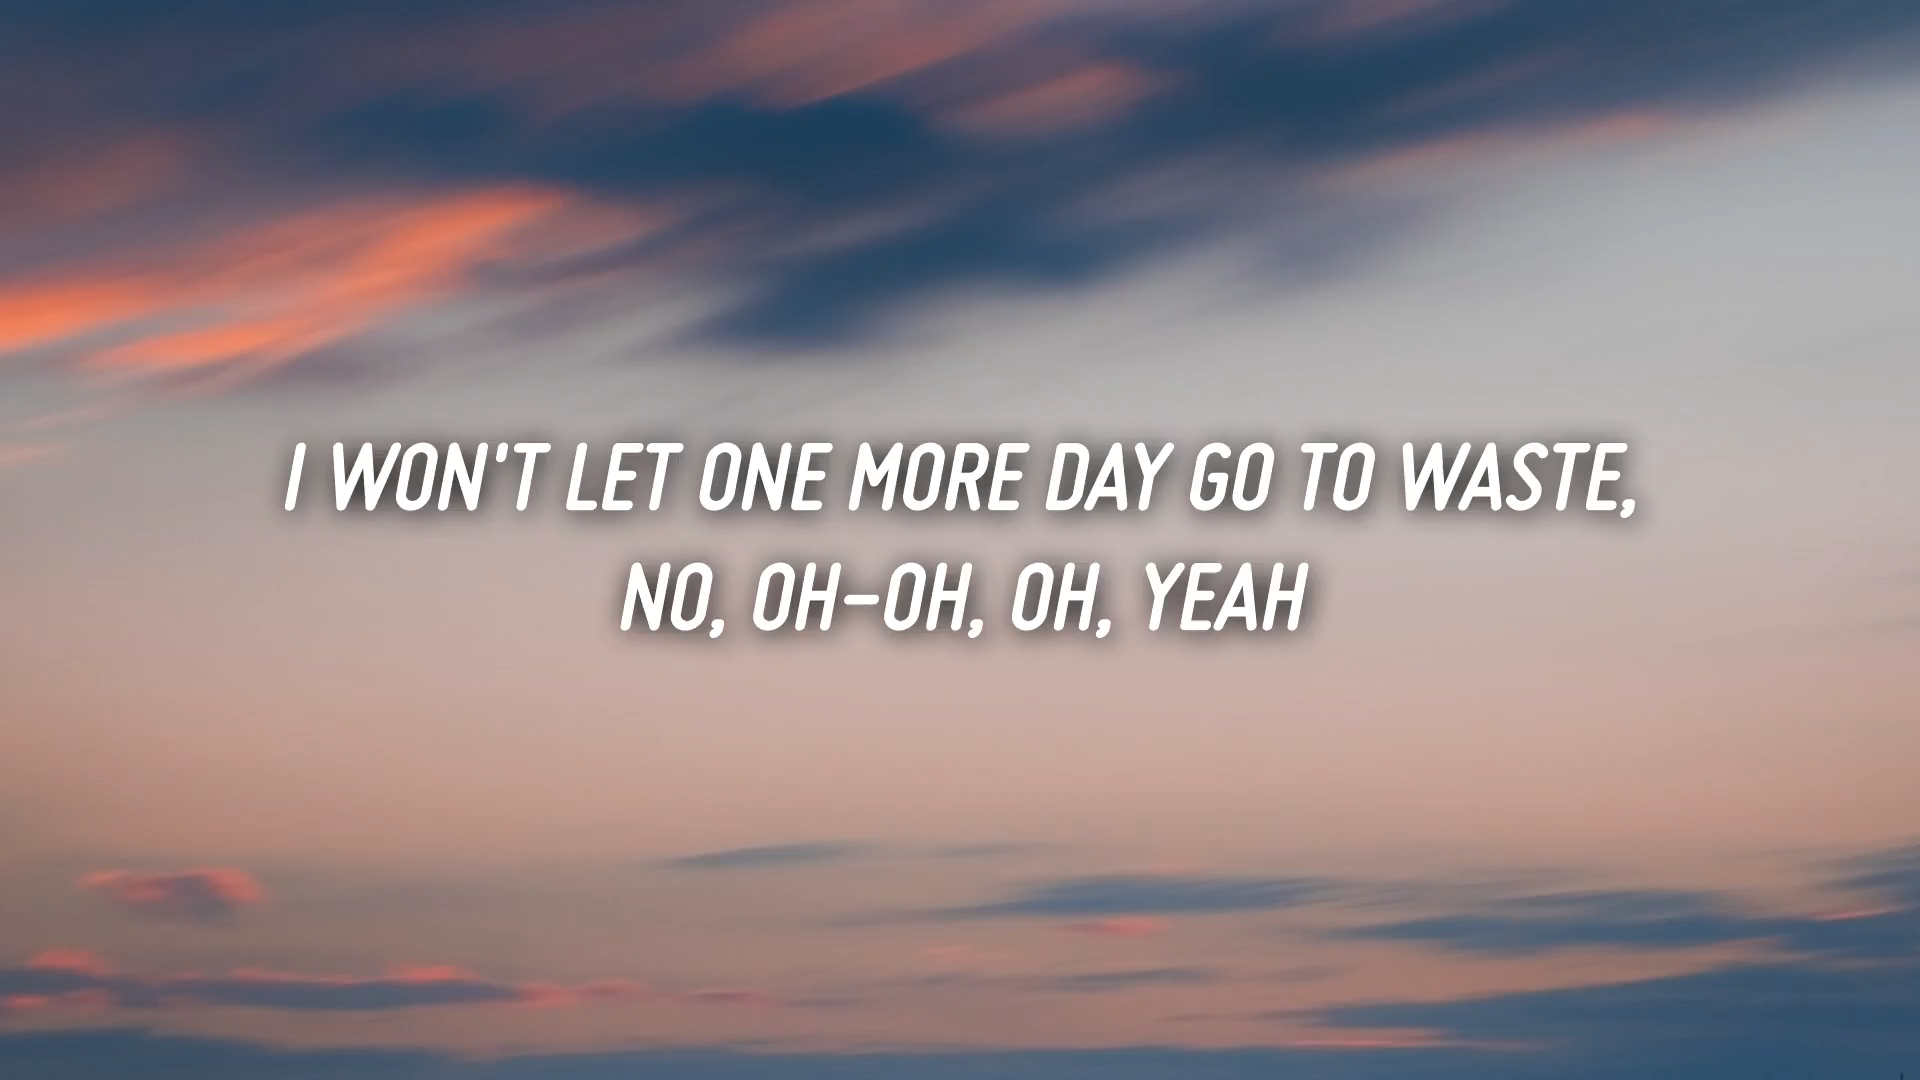 I WON'T LET ONE MORE DAY GO TO WASTE,
NO, OH-OH, OH, YEAH